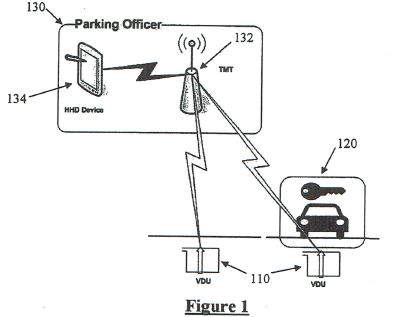 130
Parking Officer
132
TMT
134
HHD Device
120
110
VDU
VDU
Figure 1